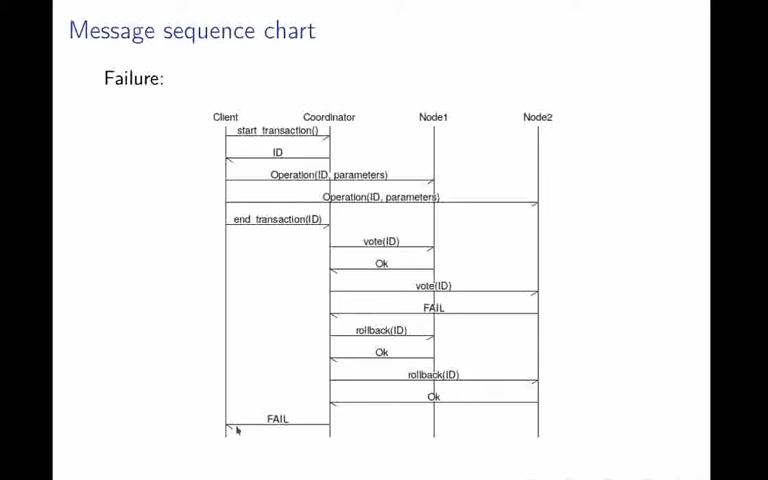 Message sequence chart
Failure:
Client Coordinator Node1 Node2
start_transaction()
ID
Operation(ID, parameters)
Operation(ID, parameters)
end_transaction(ID)
vote(ID)
Ok
vote(ID)
FAIL
rollback(ID)
Ok
rollback(ID)
Ok
FAIL